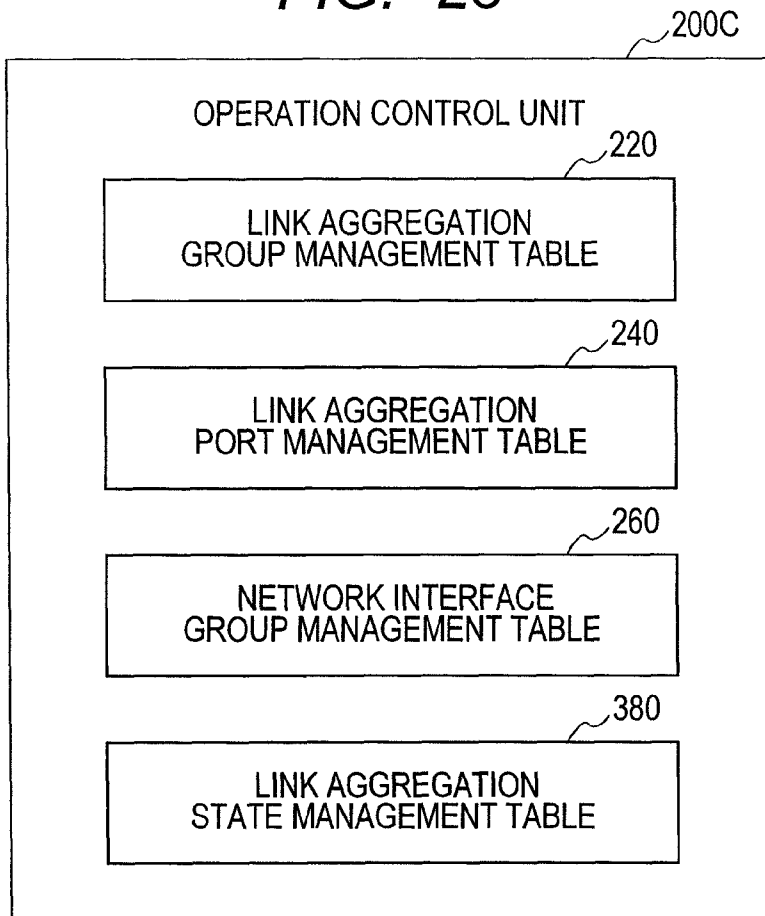 200C
OPERATION CONTROL UNIT
220
LINK AGGREGATION
GROUP MANAGEMENT TABLE
240
LINK AGGREGATION
PORT MANAGEMENT TABLE
260
NETWORK INTERFACE
GROUP MANAGEMENT TABLE
380
LINK AGGREGATION
STATE MANAGEMENT TABLE